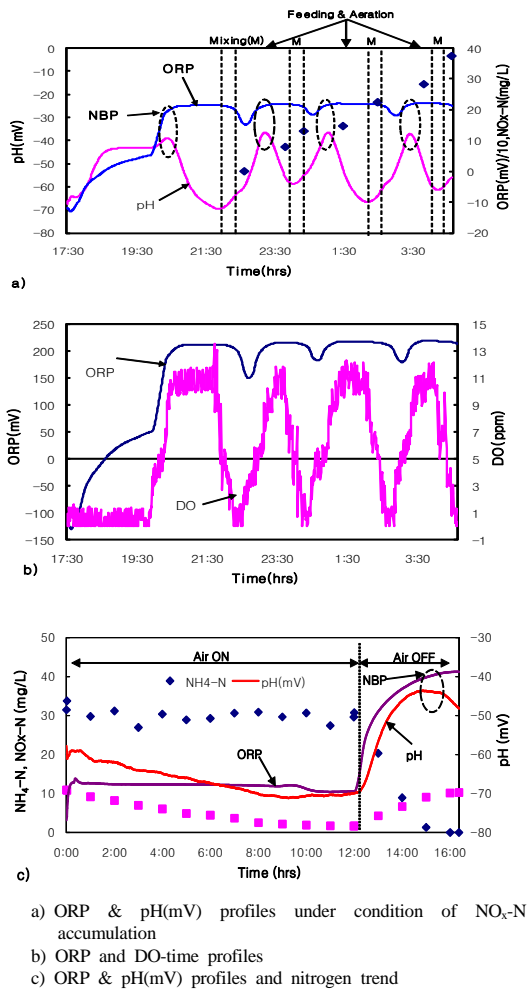 Feeding & Aeration
Mixing(M) M M M
0 40
ORP
-10 30
NBP
-20 20
-30 10
-40 0
-50 -10
pH
-60
-70
-80 -20
pH(mV)
ORP(mV)/10,NOx-N(mg/L)
17:30 19:30 21:30 23:30 1:30 3:30
Time(hrs)
a)
250 15
200 13
ORP
150 11
100 9
50 7
0 5
-50 3
DO
-100 1
-150 -1
ORP(mV)
DO(ppm)
17:30 19:30 21:30 23:30 1:30 3:30
Time(hrs)
b)
50 -30
Air ON Air OFF
NH4-N pH(mV) NBP
40 -40
30 -50
ORP pH
20 -60
10 -70
0 -80
NH₄-N, NOx-N (mg/L)
pH (mV)
0:00 2:00 4:00 6:00 8:00 10:00 12:00 14:00 16:00
Time (hrs)
c)
a) ORP & pH(mV) profiles under condition of NOₓ-N
accumulation
b) ORP and DO-time profiles
c) ORP & pH(mV) profiles and nitrogen trend